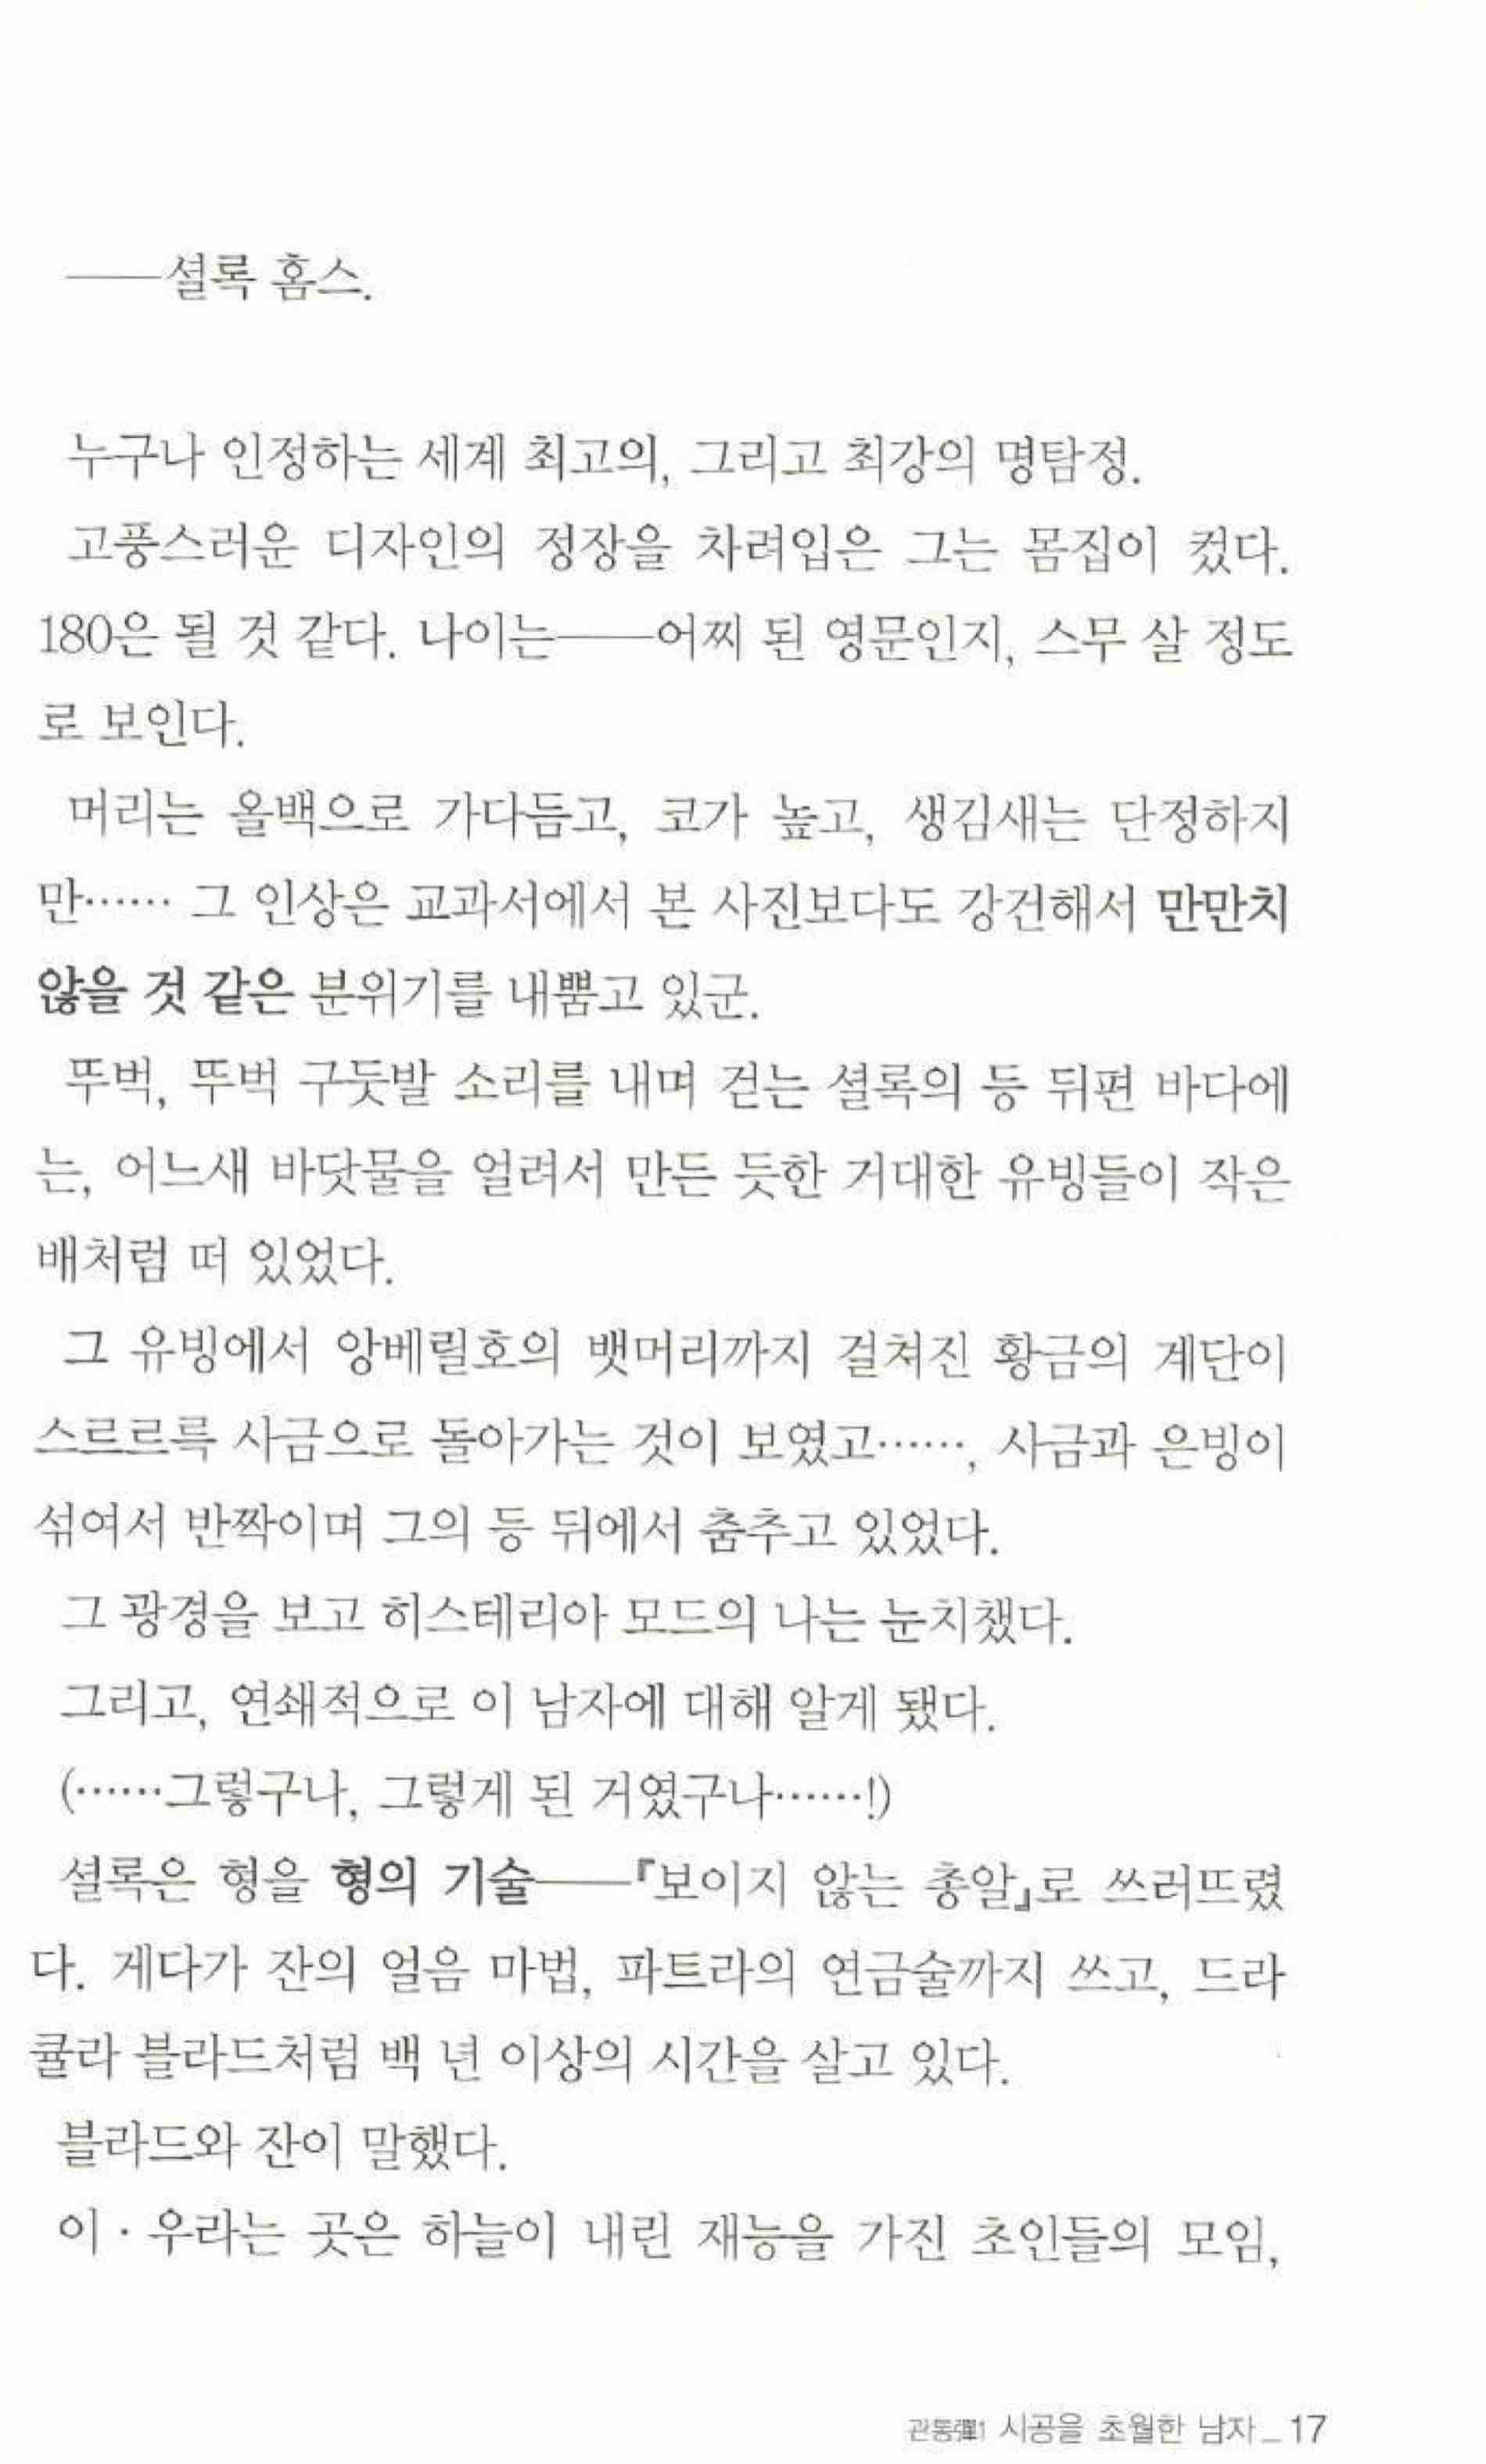 ——셜록 홈스.
누구나 인정하는 세계 최고의, 그리고 최강의 명탐정.
고풍스러운 디자인의 정장을 차려입은 그는 몸집이 컸다.
180은 될 것 같다. 나이는——어찌 된 영문인지, 스무 살 정도
로 보인다.
머리는 올백으로 가다듬고, 코가 높고, 생김새는 단정하지
만…… 그 인상은 교과서에서 본 사진보다도 강건해서 만만치
않을 것 같은 분위기를 내뿜고 있군.
뚜벅, 뚜벅 구둣발 소리를 내며 걷는 셜록의 등 뒤편 바다에
는, 어느새 바닷물을 얼려서 만든 듯한 거대한 유빙들이 작은
배처럼 떠 있었다.
그 유빙에서 앙베릴호의 뱃머리까지 걸쳐진 황금의 계단이
스르르륵 사금으로 돌아가는 것이 보였고……, 사금과 은빙이
섞여서 반짝이며 그의 등 뒤에서 춤추고 있었다.
그 광경을 보고 히스테리아 모드의 나는 눈치챘다.
그리고, 연쇄적으로 이 남자에 대해 알게 됐다.
(……그렇구나, 그렇게 된 거였구나……!)
셜록은 형을 형의 기술——『보이지 않는 총알』로 쓰러뜨렸
다. 게다가 잔의 얼음 마법, 파트라의 연금술까지 쓰고, 드라
큘라 블라드처럼 백 년 이상의 시간을 살고 있다.
블라드와 잔이 말했다.
이·우라는 곳은 하늘이 내린 재능을 가진 초인들의 모임,
관통彈1 시공을 초월한 남자_17